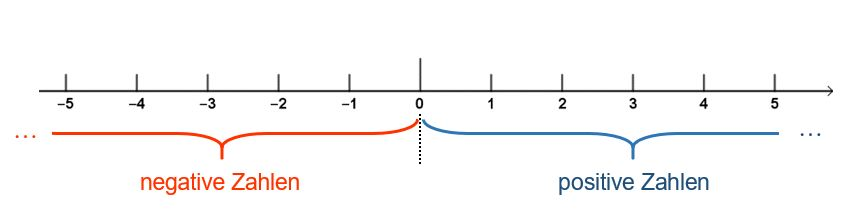 –5 –4 –3 –2 –1 0 1 2 3 4 5
... ...
negative Zahlen positive Zahlen